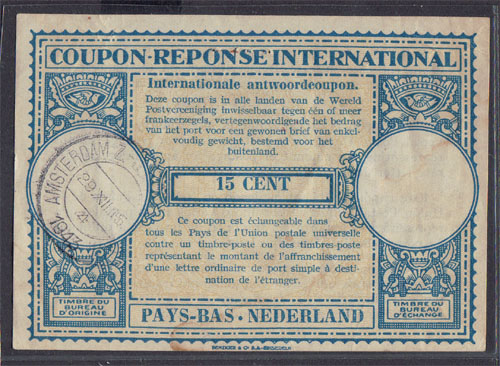 COUPON-REPONSE INTERNATIONAL
Internationale antwoordcoupon.
Deze coupon is in alle landen van de Wereld
Postvereeniging inwisselbaar tegen één of meer
frankeerzegels, vertegenwoordigende het bedrag
van het port voor een gewonen brief van enkel-
voudig gewicht, bestemd voor het
buitenland.
AMSTERDAM
1945
15 CENT
Ce coupon est échangeable dans
tous les Pays de l'Union postale universelle
contre un timbre-poste ou des timbres-poste
représentant le montant de l'affranchissement
d'une lettre ordinaire de port simple à desti-
nation de l'étranger.
TIMBRE DU
BUREAU
D'ORIGINE
TIMBRE DU
BUREAU
D'ÉCHANGE
PAYS-BAS · NEDERLAND